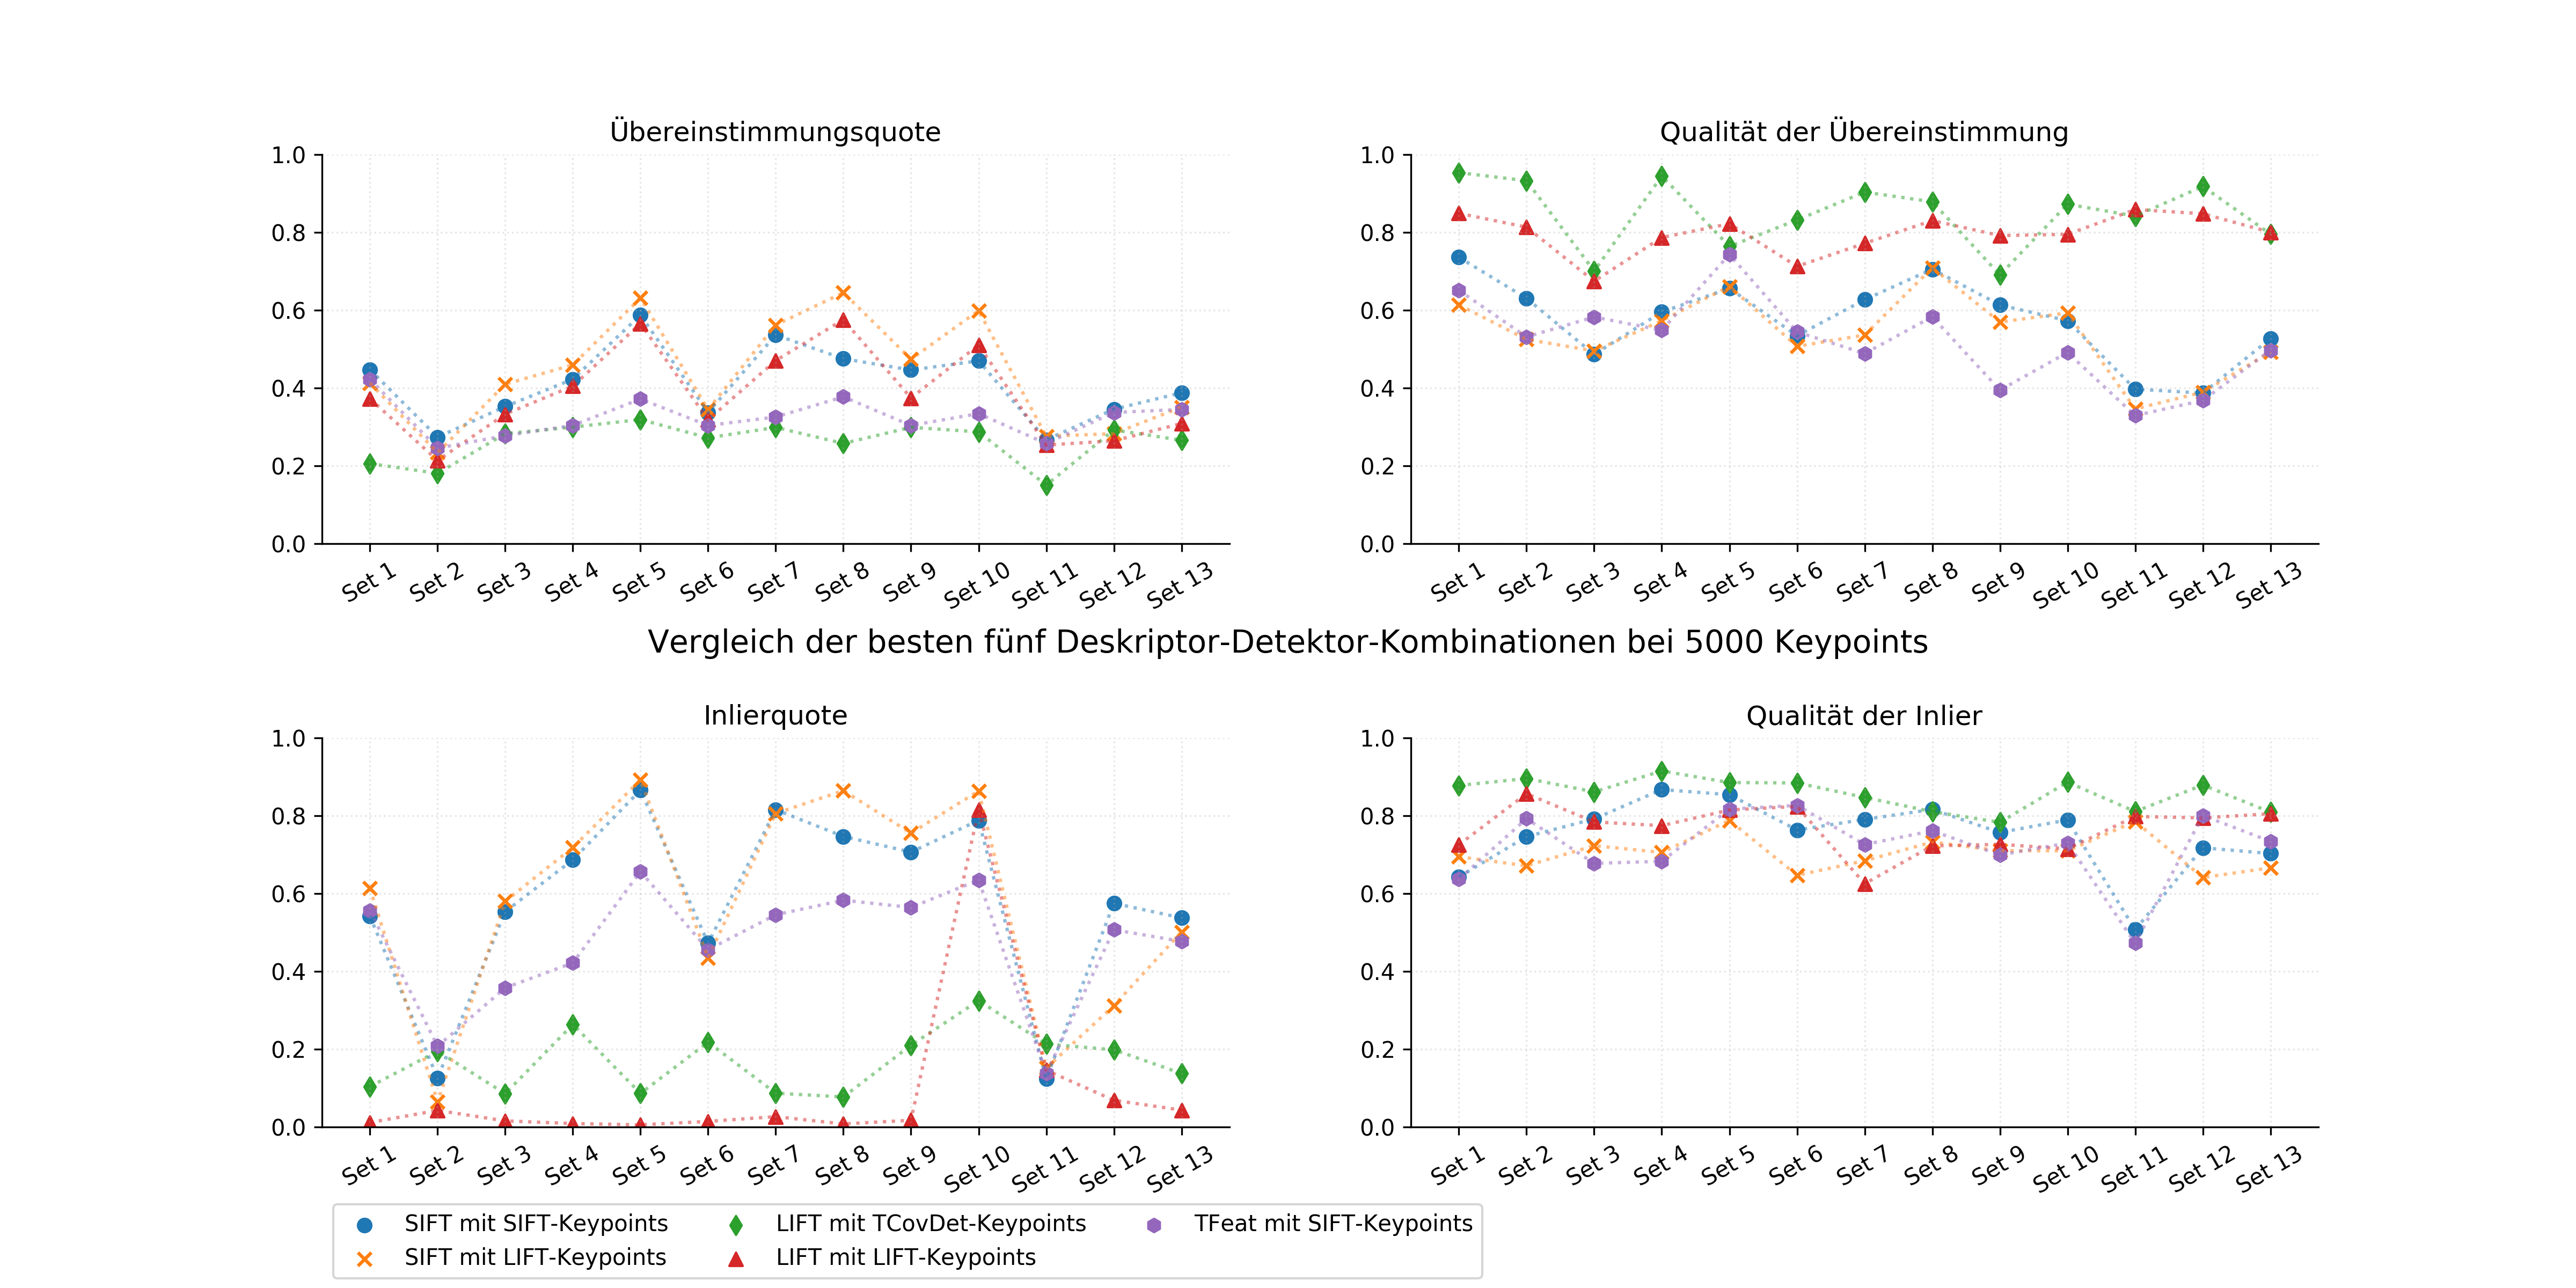 Übereinstimmungsquote
1.0
0.8
0.6
0.4
0.2
0.0
Set 1 Set 2 Set 3 Set 4 Set 5 Set 6 Set 7 Set 8 Set 9 Set 10 Set 11 Set 12 Set 13
Qualität der Übereinstimmung
1.0
0.8
0.6
0.4
0.2
0.0
Set 1 Set 2 Set 3 Set 4 Set 5 Set 6 Set 7 Set 8 Set 9 Set 10 Set 11 Set 12 Set 13
Vergleich der besten fünf Deskriptor-Detektor-Kombinationen bei 5000 Keypoints
Inlierquote
1.0
0.8
0.6
0.4
0.2
0.0
Set 1 Set 2 Set 3 Set 4 Set 5 Set 6 Set 7 Set 8 Set 9 Set 10 Set 11 Set 12 Set 13
Qualität der Inlier
1.0
0.8
0.6
0.4
0.2
0.0
Set 1 Set 2 Set 3 Set 4 Set 5 Set 6 Set 7 Set 8 Set 9 Set 10 Set 11 Set 12 Set 13
SIFT mit SIFT-Keypoints
SIFT mit LIFT-Keypoints
LIFT mit TCovDet-Keypoints
LIFT mit LIFT-Keypoints
TFeat mit SIFT-Keypoints